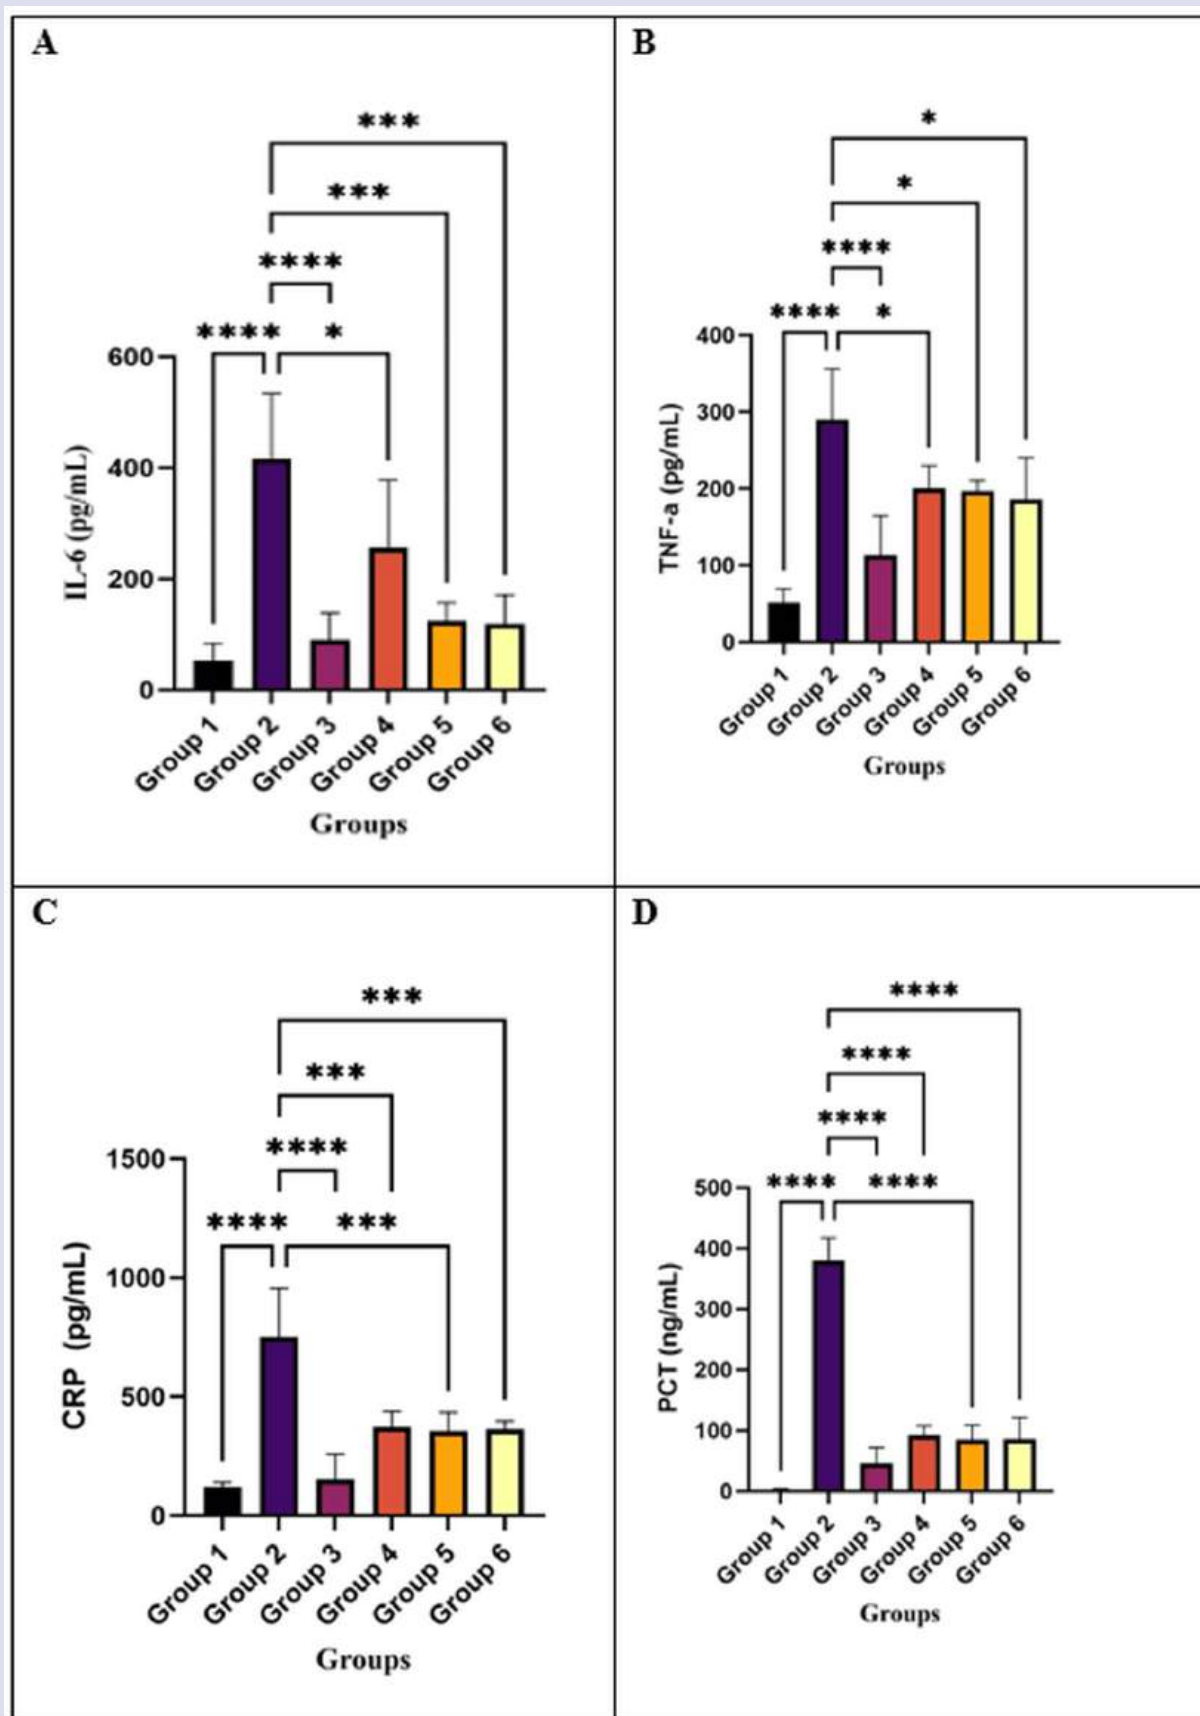 A
***
***
****
**** *
600
400
200
0
IL-6 (pg/mL)
Group 1 Group 2 Group 3 Group 4 Group 5 Group 6
Groups
B
*
*
****
**** *
400
300
200
100
0
TNF-a (pg/mL)
Group 1 Group 2 Group 3 Group 4 Group 5 Group 6
Groups
C
***
***
****
**** ***
1500
1000
500
0
CRP (pg/mL)
Group 1 Group 2 Group 3 Group 4 Group 5 Group 6
Groups
D
****
****
****
**** ****
500
400
300
200
100
0
PCT (ng/mL)
Group 1 Group 2 Group 3 Group 4 Group 5 Group 6
Groups